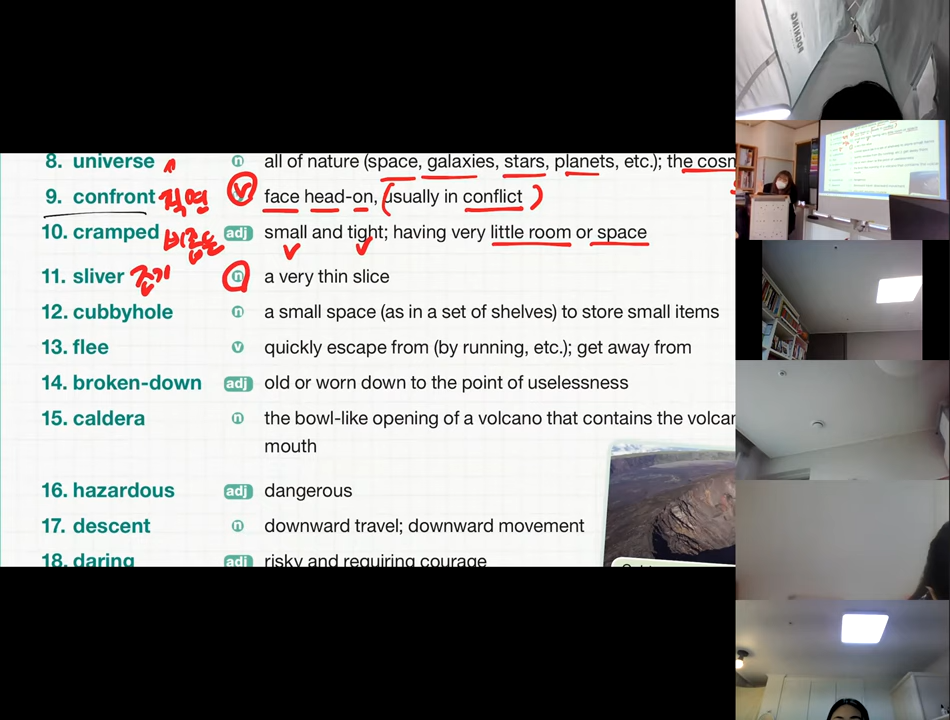 8. universe n all of nature (space, galaxies, stars, planets, etc.); the cosm
9. confront 직면 v face head-on, (usually in conflict)
10. cramped 비좁은 adj small and tight; having very little room or space
11. sliver 조각 n a very thin slice
12. cubbyhole n a small space (as in a set of shelves) to store small items
13. flee v quickly escape from (by running, etc.); get away from
14. broken-down adj old or worn down to the point of uselessness
15. caldera n the bowl-like opening of a volcano that contains the volcan
mouth
16. hazardous adj dangerous
17. descent n downward travel; downward movement
18. daring adj risky and requiring courage